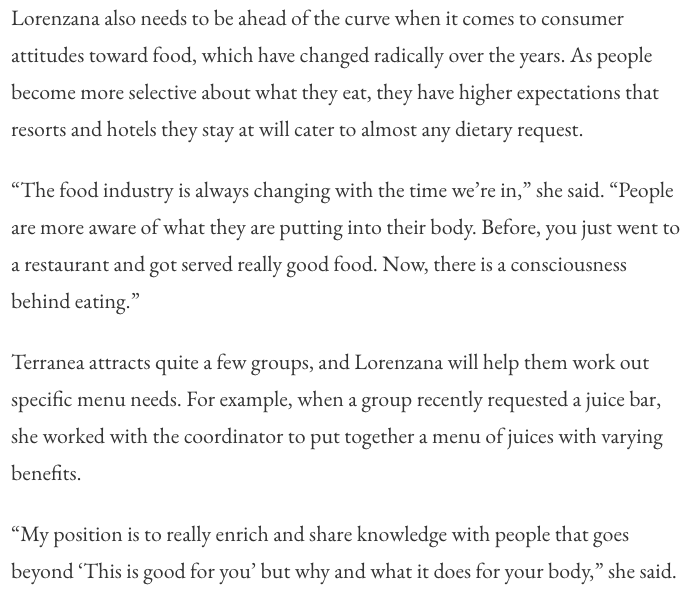 Lorenzana also needs to be ahead of the curve when it comes to consumer
attitudes toward food, which have changed radically over the years. As people
become more selective about what they eat, they have higher expectations that
resorts and hotels they stay at will cater to almost any dietary request.
“The food industry is always changing with the time we’re in,” she said. “People
are more aware of what they are putting into their body. Before, you just went to
a restaurant and got served really good food. Now, there is a consciousness
behind eating.”
Terranea attracts quite a few groups, and Lorenzana will help them work out
specific menu needs. For example, when a group recently requested a juice bar,
she worked with the coordinator to put together a menu of juices with varying
benefits.
“My position is to really enrich and share knowledge with people that goes
beyond ‘This is good for you’ but why and what it does for your body,” she said.